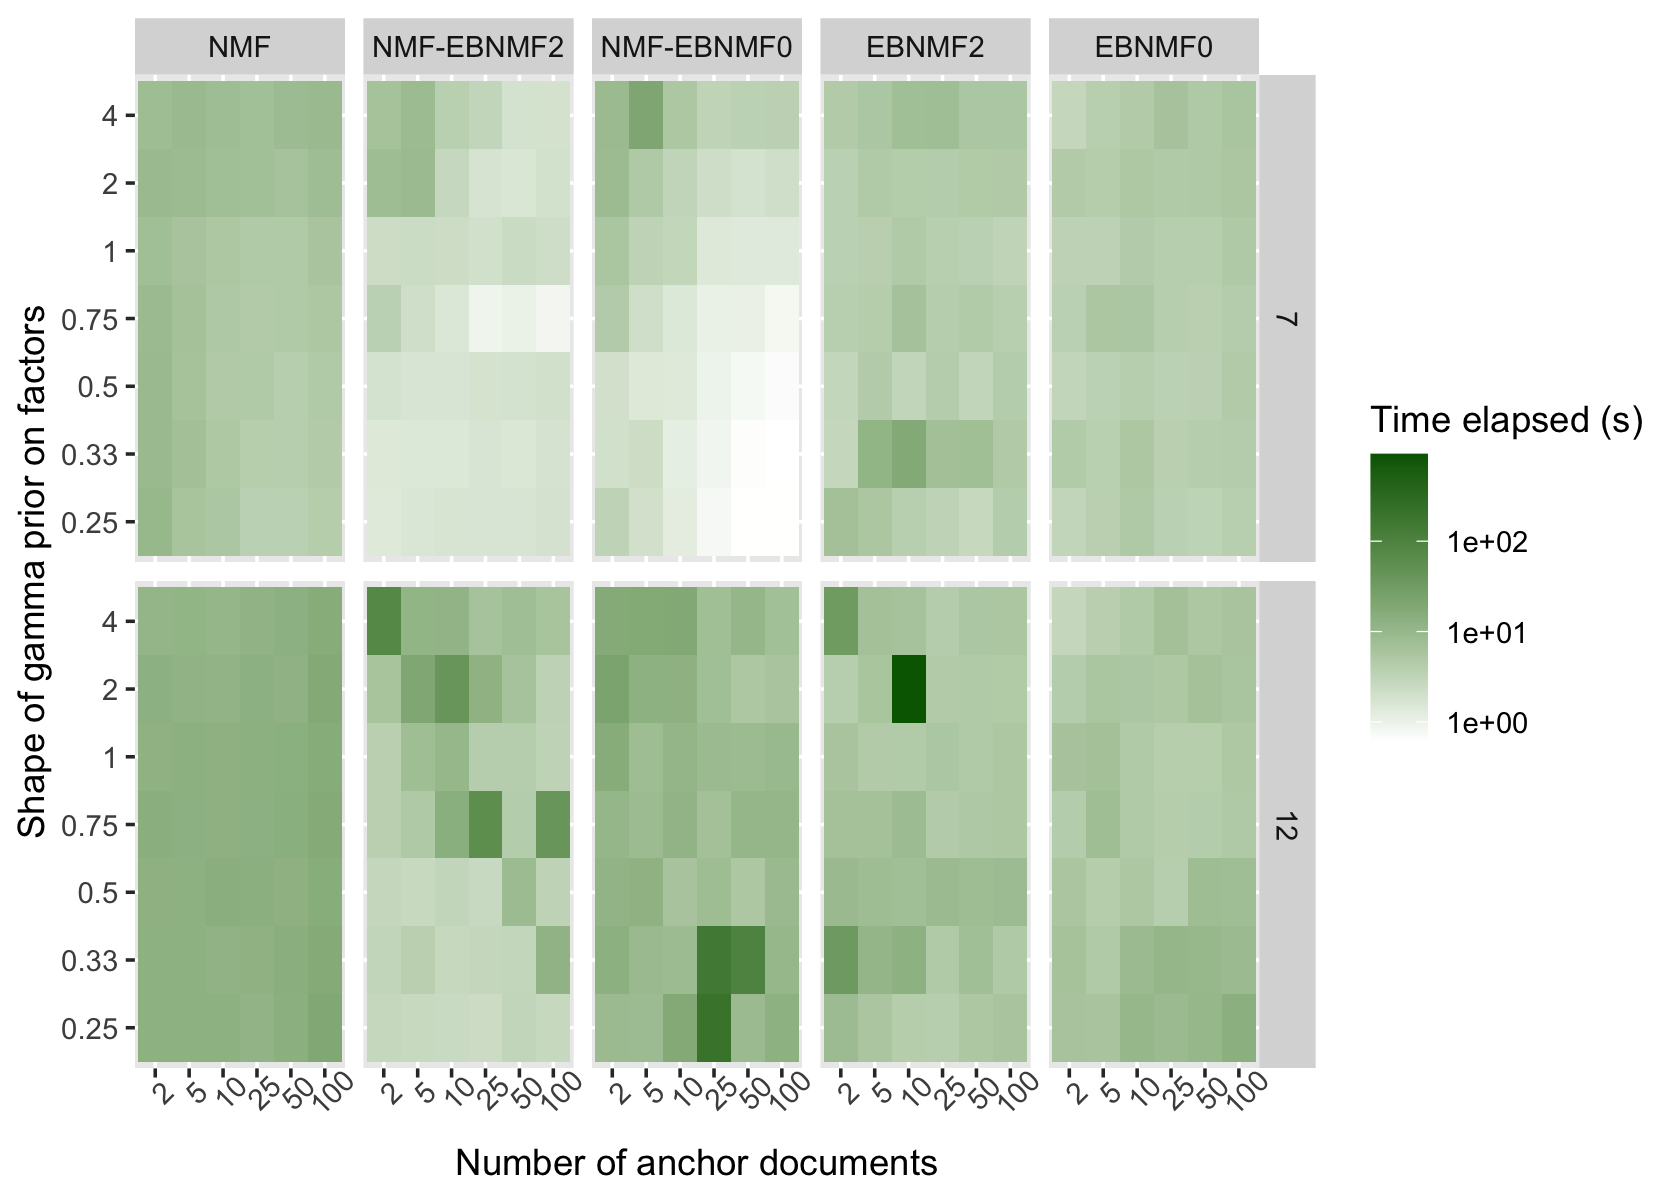 NMF NMF-EBNMF2 NMF-EBNMF0 EBNMF2 EBNMF0
Shape of gamma prior on factors
4
2
1
0.75
0.5
0.33
0.25
7
4
2
1
0.75
0.5
0.33
0.25
12
2 5 10 25 50 100 2 5 10 25 50 100 2 5 10 25 50 100 2 5 10 25 50 100 2 5 10 25 50 100
Number of anchor documents
Time elapsed (s)
1e+02
1e+01
1e+00